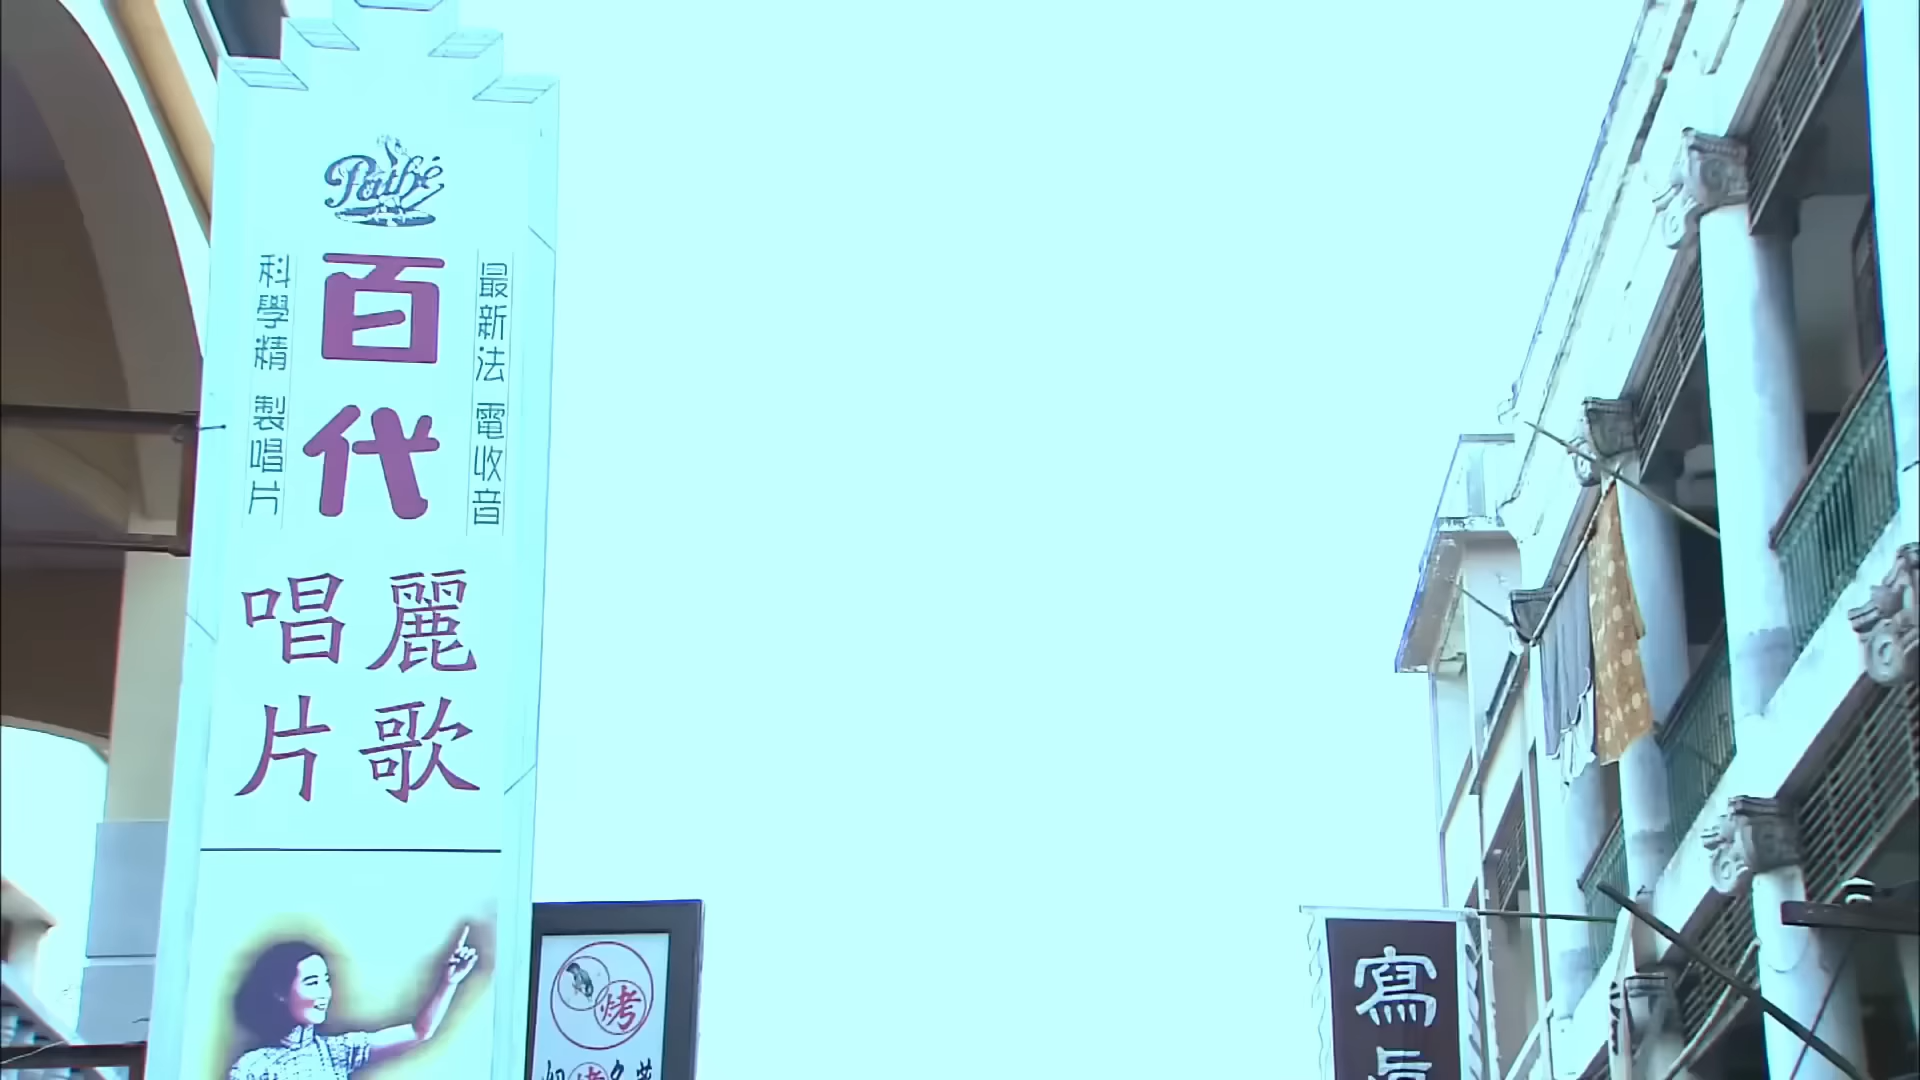 Pathé
百代
最新法 電收音
科學精 製唱片
麗歌
唱片
烤
寫